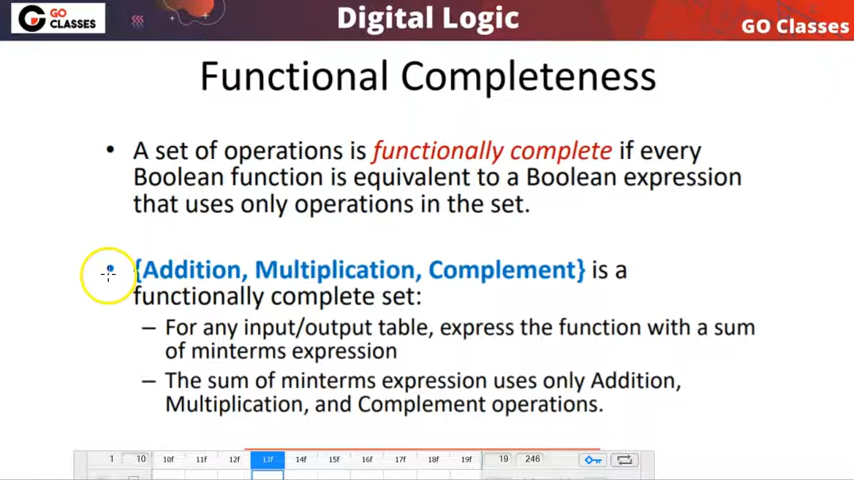 GO
CLASSES
Digital Logic
GO Classes
Functional Completeness
• A set of operations is functionally complete if every
Boolean function is equivalent to a Boolean expression
that uses only operations in the set.
• {Addition, Multiplication, Complement} is a
functionally complete set:
– For any input/output table, express the function with a sum
of minterms expression
– The sum of minterms expression uses only Addition,
Multiplication, and Complement operations.
1 10 10f 11f 12f 13f 14f 15f 16f 17f 18f 19f 19 246